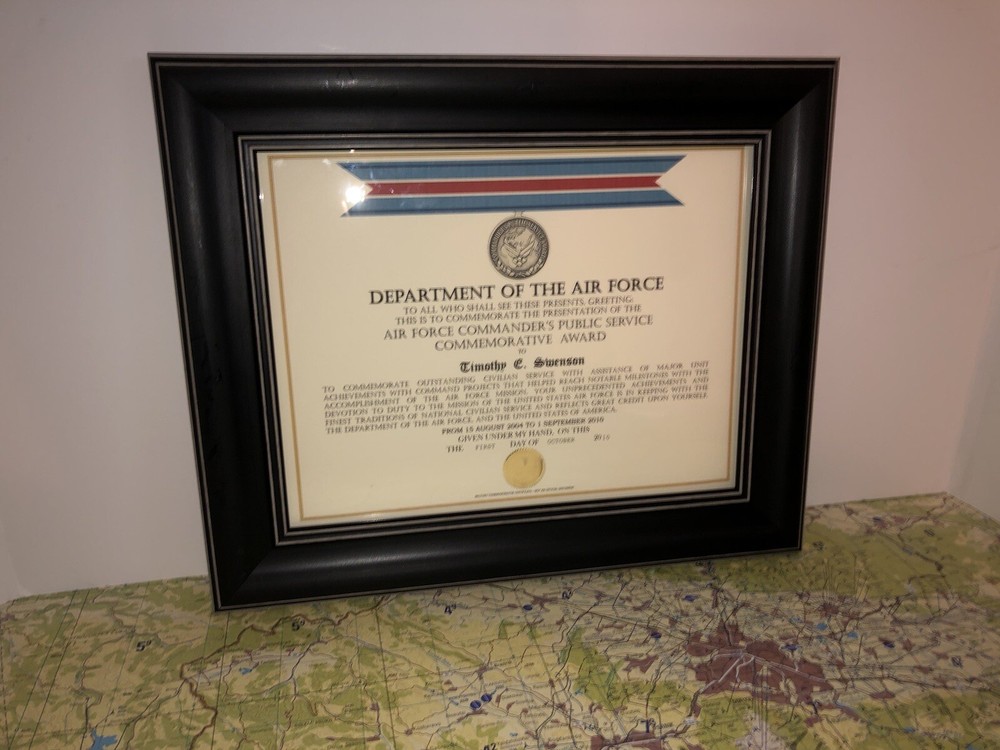 DEPARTMENT OF THE AIR FORCE
TO ALL WHO SHALL SEE THESE PRESENTS, GREETING:
THIS IS TO COMMEMORATE THE PRESENTATION OF THE
AIR FORCE COMMANDER'S PUBLIC SERVICE
COMMEMORATIVE AWARD
TO
Timothy E. Swenson
TO COMMEMORATE OUTSTANDING CIVILIAN SERVICE WITH ASSISTANCE OF MAJOR UNIT
ACHIEVEMENTS WITH COMMAND PROJECTS THAT HELPED REACH NOTABLE MILESTONES WITH THE
ACCOMPLISHMENT OF THE AIR FORCE MISSION. YOUR UNPRECEDENTED ACHIEVEMENTS AND
DEVOTION TO DUTY TO THE MISSION OF THE UNITED STATES AIR FORCE IS IN KEEPING WITH THE
FINEST TRADITIONS OF NATIONAL CIVILIAN SERVICE AND REFLECTS GREAT CREDIT UPON YOURSELF,
THE DEPARTMENT OF THE AIR FORCE, AND THE UNITED STATES OF AMERICA.
FROM 15 AUGUST 2004 TO 1 SEPTEMBER 2010
GIVEN UNDER MY HAND, ON THIS
THE FIRST DAY OF OCTOBER 2016